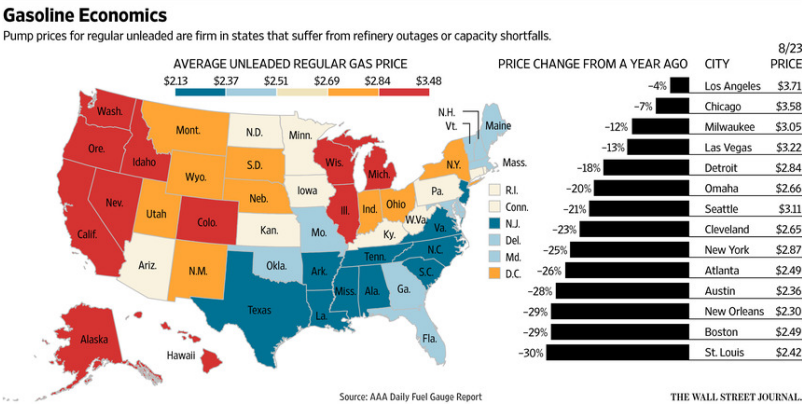 Gasoline Economics
Pump prices for regular unleaded are firm in states that suffer from refinery outages or capacity shortfalls.
AVERAGE UNLEADED REGULAR GAS PRICE
$2.13 $2.37 $2.51 $2.69 $2.84 $3.48
Wash.
Ore.
Idaho
Mont.
N.D.
Minn.
Wis.
Mich.
N.H.
Vt.
Maine
Mass.
N.Y.
S.D.
Wyo.
Neb.
Iowa
Nev.
Utah
Colo.
Calif.
Kan.
Mo.
Ill.
Ind.
Ohio
Pa.
W.Va.
Va.
Ky.
Ariz.
N.M.
Okla.
Ark.
Tenn.
N.C.
S.C.
Miss.
Ala.
Ga.
Texas
La.
Fla.
Alaska
Hawaii
R.I.
Conn.
N.J.
Del.
Md.
D.C.
8/23
PRICE CHANGE FROM A YEAR AGO CITY PRICE
–4% Los Angeles $3.71
–7% Chicago $3.58
–12% Milwaukee $3.05
–13% Las Vegas $3.22
–18% Detroit $2.84
–20% Omaha $2.66
–21% Seattle $3.11
–23% Cleveland $2.65
–25% New York $2.87
–26% Atlanta $2.49
–28% Austin $2.36
–29% New Orleans $2.30
–29% Boston $2.49
–30% St. Louis $2.42
Source: AAA Daily Fuel Gauge Report
THE WALL STREET JOURNAL.